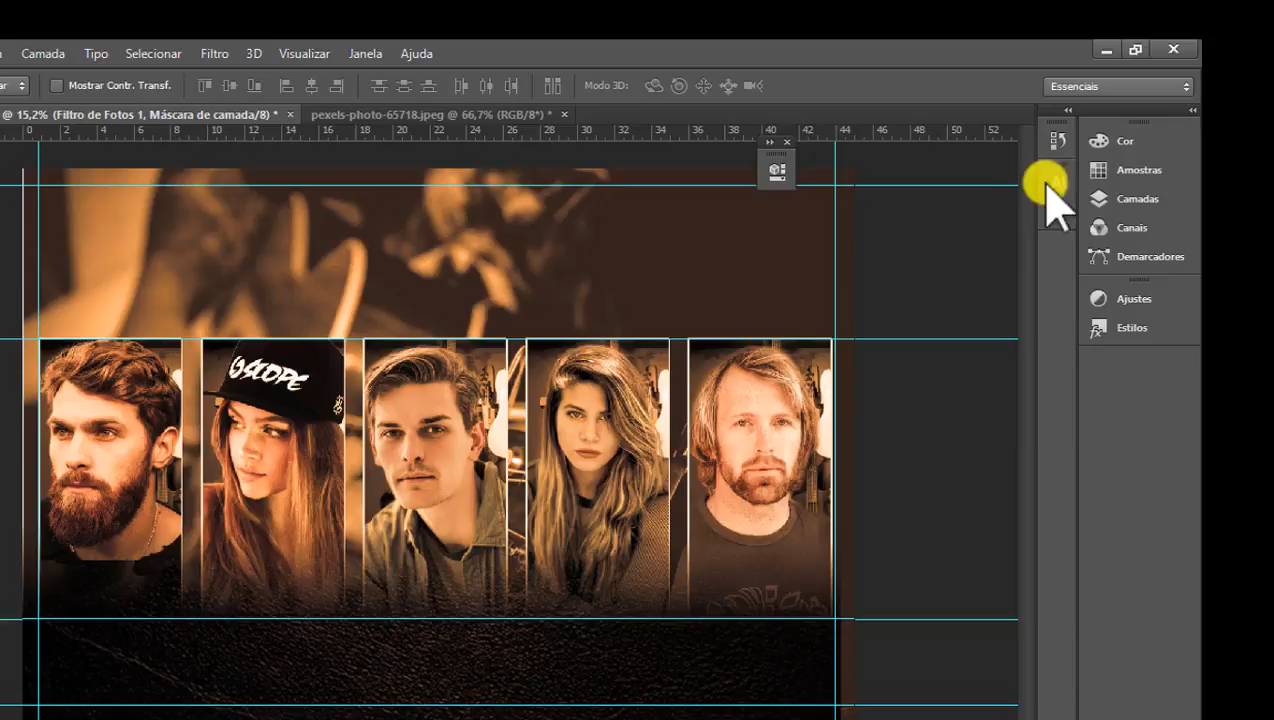 Camada Tipo Selecionar Filtro 3D Visualizar Janela Ajuda
Mostrar Contr. Transf. Modo 3D: Essenciais
@ 15,2% (Filtro de Fotos 1, Máscara de camada/8) * × pexels-photo-65718.jpeg @ 66,7% (RGB/8*) * ×
0 2 4 6 8 10 12 14 16 18 20 22 24 26 28 30 32 34 36 38 40 42 44 46 48 50 52
Cor
Amostras
Camadas
Canais
Demarcadores
Ajustes
Estilos